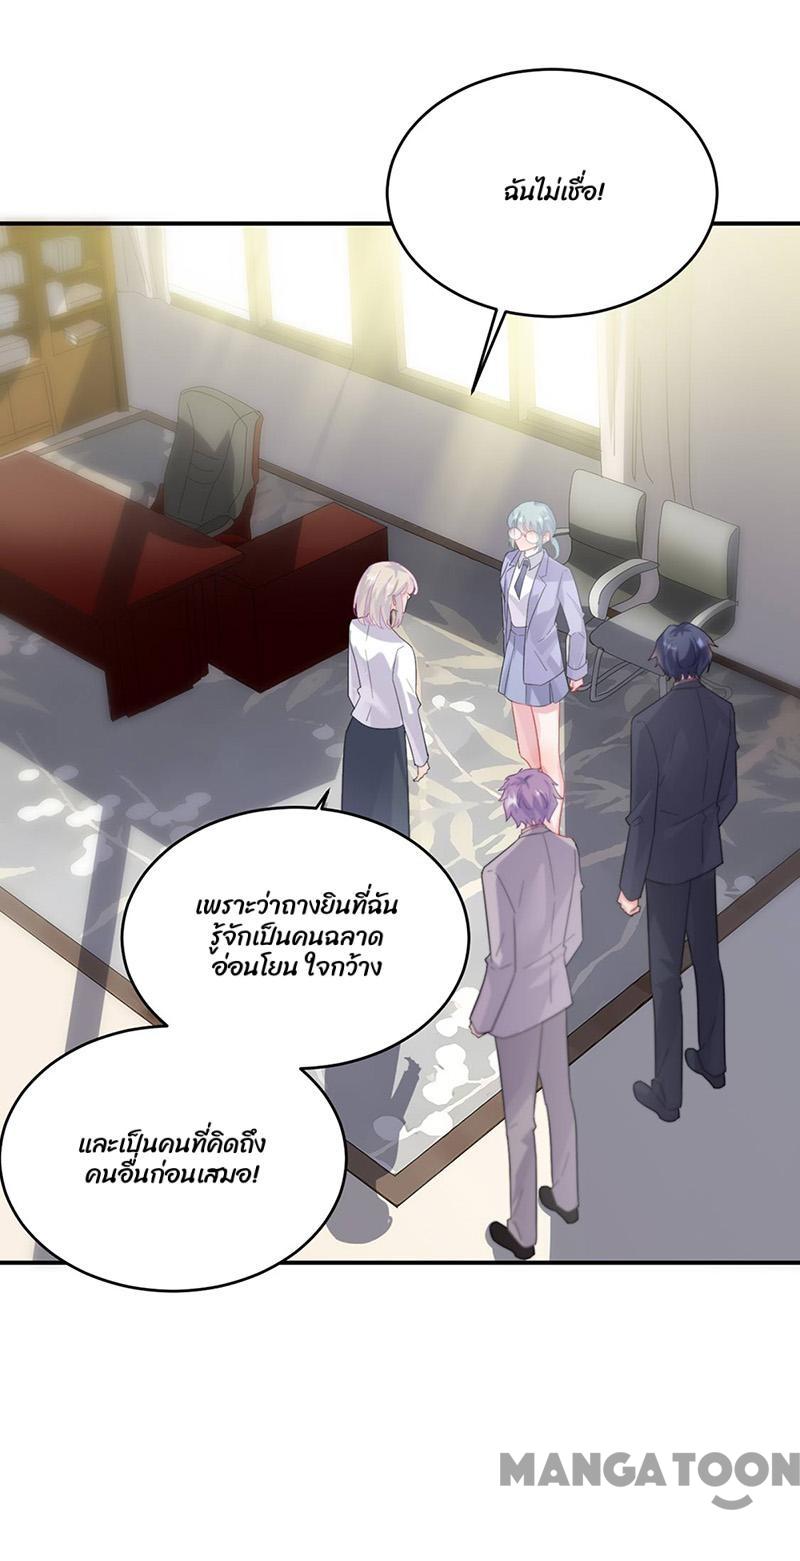 ฉันไม่เชื่อ!
เพราะว่าถางยินที่ฉัน
รู้จักเป็นคนฉลาด
อ่อนโยน ใจกว้าง
และเป็นคนที่คิดถึง
คนอื่นก่อนเสมอ!
MANGATOON